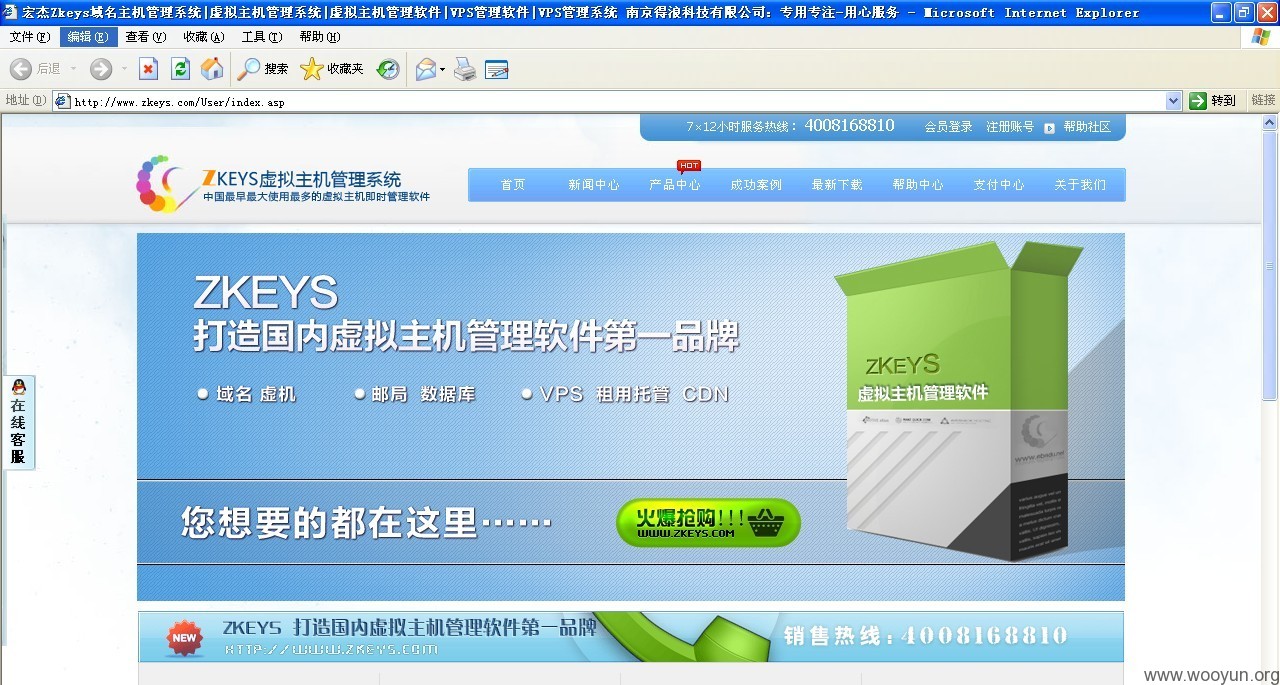 宏杰Zkeys域名主机管理系统|虚拟主机管理系统|虚拟主机管理软件|VPS管理软件|VPS管理系统 南京得浪科技有限公司：专用专注-用心服务 - Microsoft Internet Explorer
文件(F) 编辑(E) 查看(V) 收藏(A) 工具(T) 帮助(H)
后退 搜索 收藏夹
地址(D) http://www.zkeys.com/User/index.asp 转到 链接
7×12小时服务热线：4008168810 会员登录 注册账号 帮助社区
ZKEYS虚拟主机管理系统
中国最早最大使用最多的虚拟主机即时管理软件
HOT
首页 新闻中心 产品中心 成功案例 最新下载 帮助中心 支付中心 关于我们
ZKEYS
打造国内虚拟主机管理软件第一品牌
域名 虚机 邮局 数据库 VPS 租用托管 CDN
ZKEYS
虚拟主机管理软件
在线客服
您想要的都在这里······
火爆抢购!!!
WWW.ZKEYS.COM
NEW
ZKEYS 打造国内虚拟主机管理软件第一品牌
HTTP://WWW.ZKEYS.COM
销售热线:4008168810
www.wooyun.org